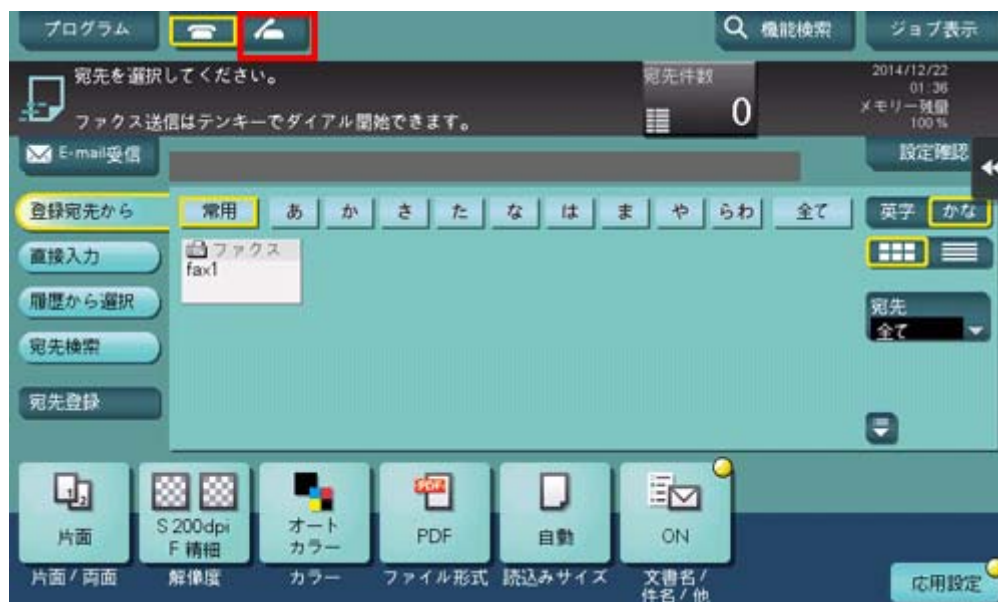 プログラム
機能検索
ジョブ表示
宛先を選択してください。
ファクス送信はテンキーでダイアル開始できます。
宛先件数
0
2014/12/22
01:36
メモリー残量
100 %
E-mail受信
設定確認
登録宛先から
常用 あ か さ た な は ま や らわ 全て
英字 かな
直接入力
ファクス
fax1
履歴から選択
宛先
全て
宛先検索
宛先登録
1 2
片面
S 200dpi
F 精細
オート
カラー
PDF
PDF
自動
ON
片面/両面
解像度
カラー
ファイル形式
読込みサイズ
文書名/
件名/他
応用設定